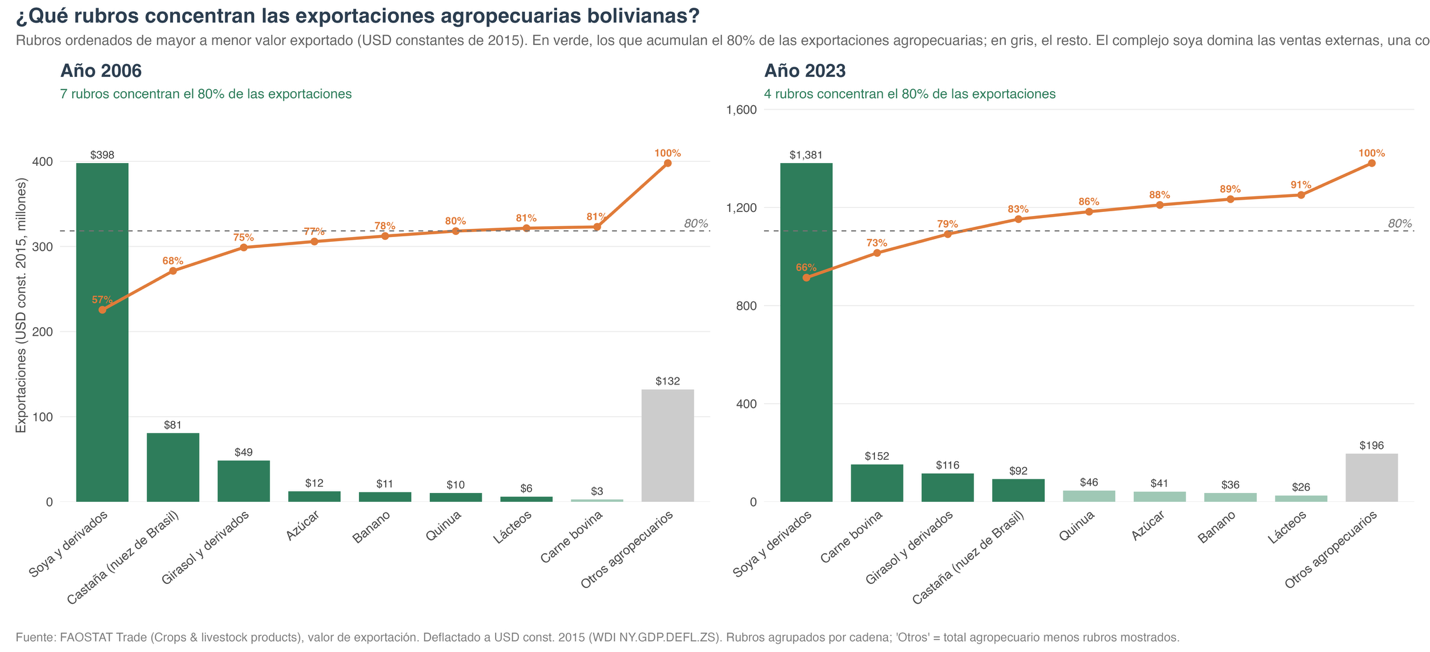 ¿Qué rubros concentran las exportaciones agropecuarias bolivianas?
Rubros ordenados de mayor a menor valor exportado (USD constantes de 2015). En verde, los que acumulan el 80% de las exportaciones agropecuarias; en gris, el resto. El complejo soya domina las ventas externas, una co
Año 2006
7 rubros concentran el 80% de las exportaciones
Exportaciones (USD const. 2015, millones)
400
300
200
100
0
$398
$81
$49
$12
$11
$10
$6
$3
$132
57%
68%
75%
77%
78%
80%
81%
81%
100%
80%
Soya y derivados
Castaña (nuez de Brasil)
Girasol y derivados
Azúcar
Banano
Quinua
Lácteos
Carne bovina
Otros agropecuarios
Año 2023
4 rubros concentran el 80% de las exportaciones
1,600
1,200
800
400
0
$1,381
$152
$116
$92
$46
$41
$36
$26
$196
66%
73%
79%
83%
86%
88%
89%
91%
100%
80%
Soya y derivados
Carne bovina
Girasol y derivados
Castaña (nuez de Brasil)
Quinua
Azúcar
Banano
Lácteos
Otros agropecuarios
Fuente: FAOSTAT Trade (Crops & livestock products), valor de exportación. Deflactado a USD const. 2015 (WDI NY.GDP.DEFL.ZS). Rubros agrupados por cadena; 'Otros' = total agropecuario menos rubros mostrados.